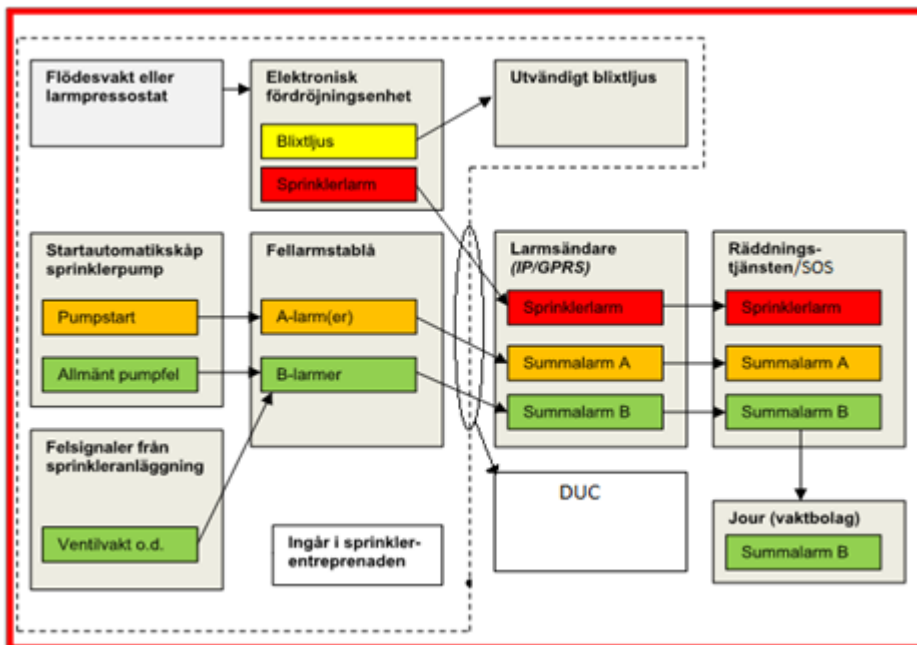 Flödesvakt eller
larmpressostat
Elektronisk
fördröjningsenhet
Blixtljus
Sprinklerlarm
Utvändigt blixtljus
Startautomatikskåp
sprinklerpump
Pumpstart
Allmänt pumpfel
Fellarmstablå
A-larm(er)
B-larmer
Larmsändare
(IP/GPRS)
Sprinklerlarm
Summalarm A
Summalarm B
Räddnings-
tjänsten/SOS
Sprinklerlarm
Summalarm A
Summalarm B
Felsignaler från
sprinkleranläggning
Ventilvakt o.d.
Ingår i sprinkler-
entreprenaden
DUC
Jour (vaktbolag)
Summalarm B